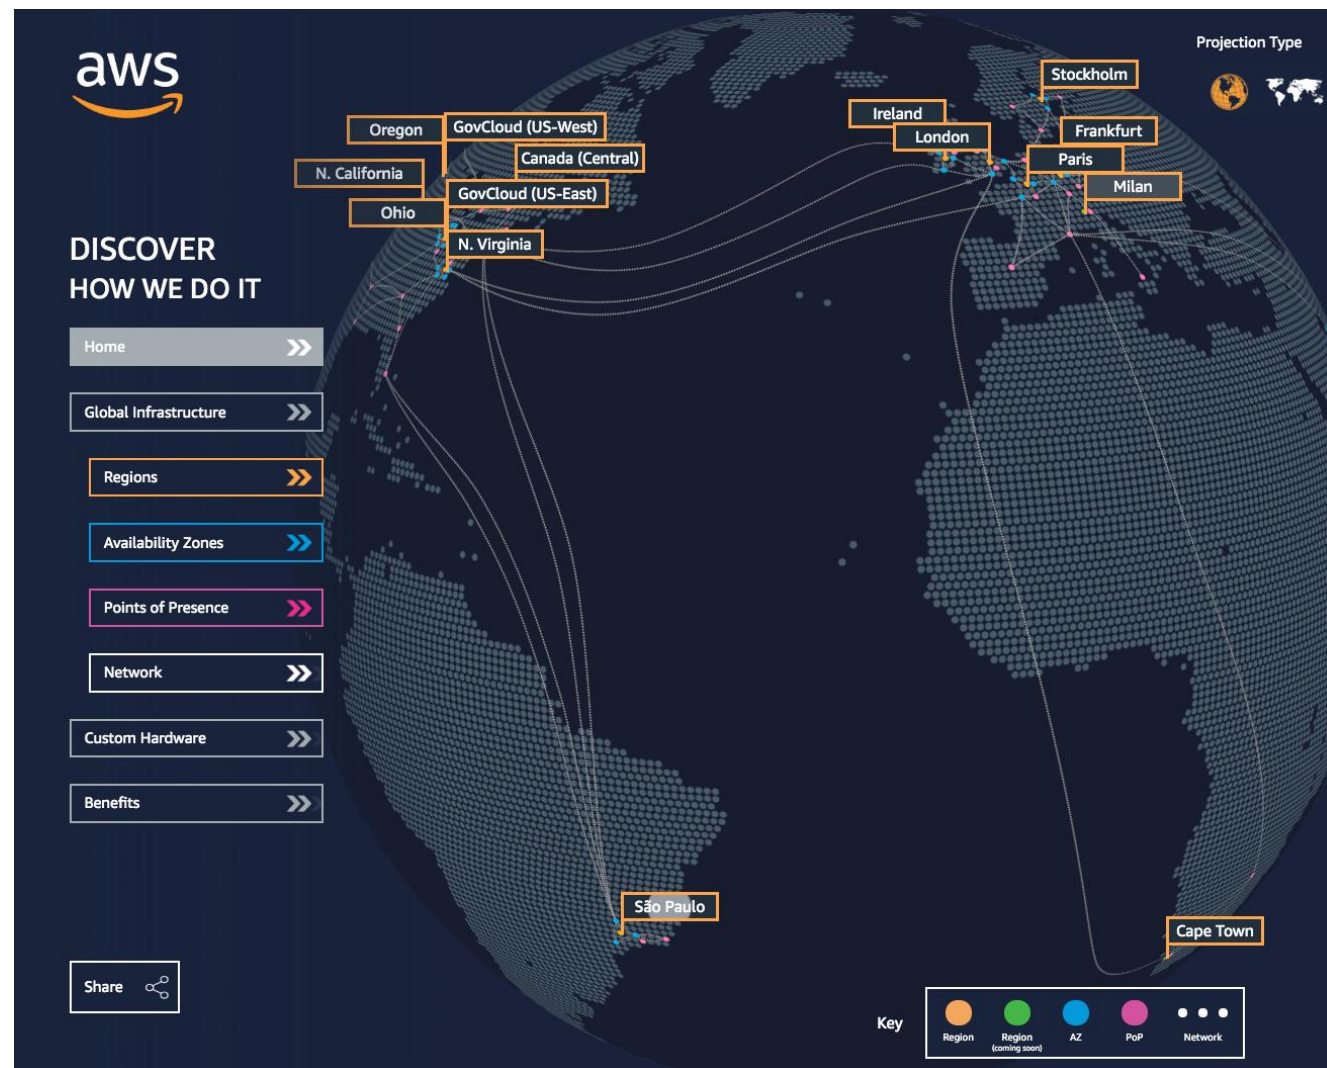 aws
Projection Type
Stockholm
Ireland
Oregon
GovCloud (US-West)
London
Frankfurt
Canada (Central)
Paris
N. California
Milan
GovCloud (US-East)
Ohio
N. Virginia
DISCOVER
HOW WE DO IT
Home
Global Infrastructure
Regions
Availability Zones
Points of Presence
Network
Custom Hardware
Benefits
São Paulo
Cape Town
Share
Key
Region
Region
(coming soon)
AZ
PoP
Network